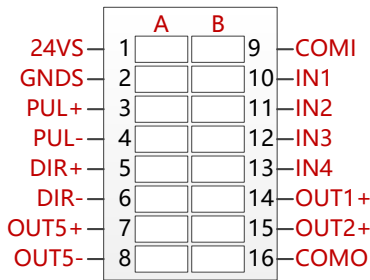 A B
24VS 1 9 COMI
GNDS 2 10 IN1
PUL+ 3 11 IN2
PUL- 4 12 IN3
DIR+ 5 13 IN4
DIR- 6 14 OUT1+
OUT5+ 7 15 OUT2+
OUT5- 8 16 COMO